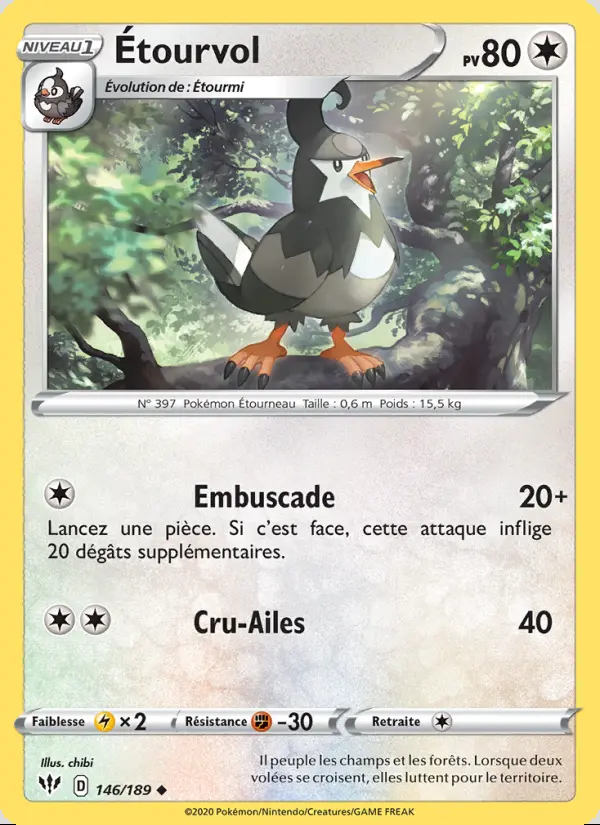 NIVEAU 1
Étourvol
PV 80
Évolution de : Étourmi
N° 397 Pokémon Étourneau Taille : 0,6 m Poids : 15,5 kg
Embuscade 20+
Lancez une pièce. Si c'est face, cette attaque inflige
20 dégâts supplémentaires.
Cru-Ailes 40
Faiblesse ×2 Résistance -30 Retraite
Illus. chibi
D 146/189
Il peuple les champs et les forêts. Lorsque deux
volées se croisent, elles luttent pour le territoire.
©2020 Pokémon/Nintendo/Creatures/GAME FREAK